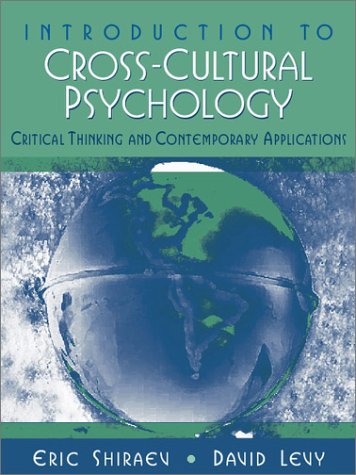 INTRODUCTION TO
CROSS-CULTURAL
PSYCHOLOGY
CRITICAL THINKING AND CONTEMPORARY APPLICATIONS
ERIC SHIRAEV • DAVID LEVY